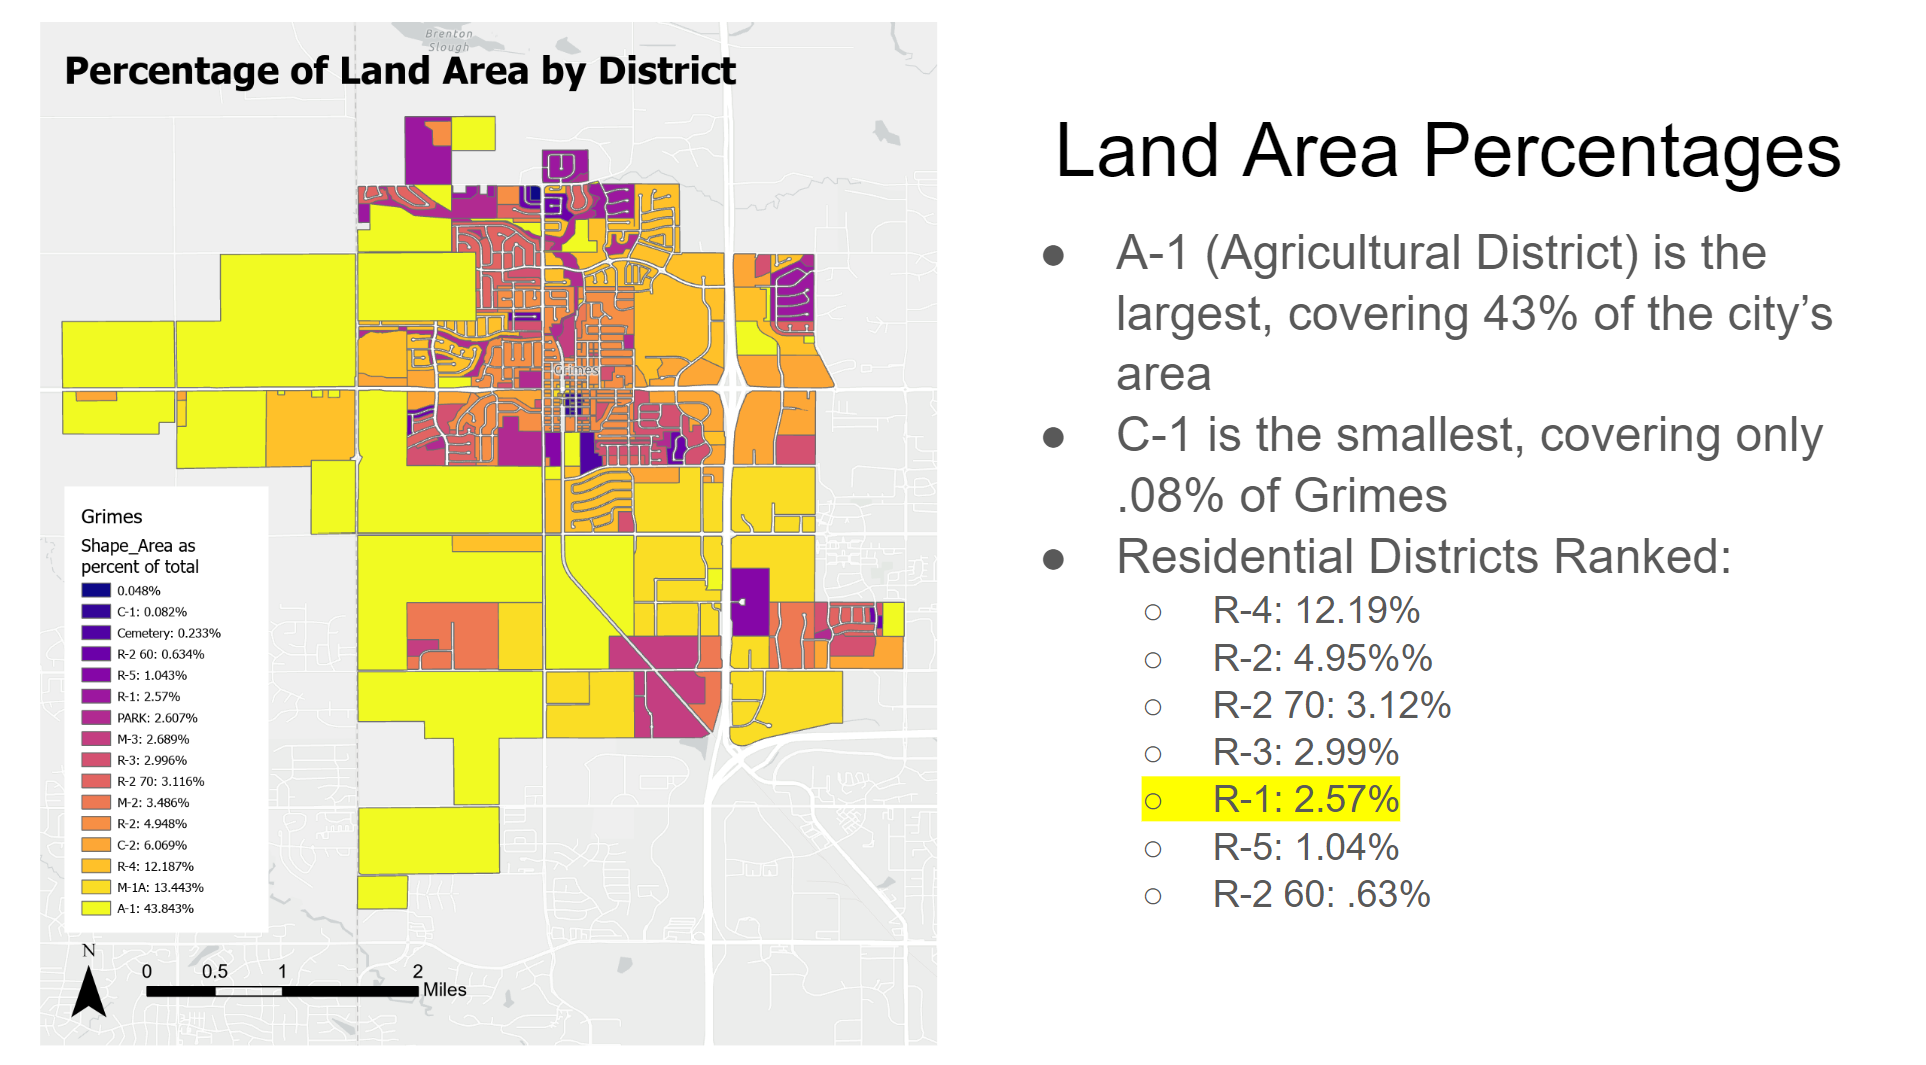 Brenton
Slough
Percentage of Land Area by District
Grimes
Grimes
Shape_Area as
percent of total
0.048%
C-1: 0.082%
Cemetery: 0.233%
R-2 60: 0.634%
R-5: 1.043%
R-1: 2.57%
PARK: 2.607%
M-3: 2.689%
R-3: 2.996%
R-2 70: 3.116%
M-2: 3.486%
R-2: 4.948%
C-2: 6.069%
R-4: 12.187%
M-1A: 13.443%
A-1: 43.843%
N
0 0.5 1 2
Miles
Land Area Percentages
● A-1 (Agricultural District) is the
largest, covering 43% of the city’s
area
● C-1 is the smallest, covering only
.08% of Grimes
● Residential Districts Ranked:
○ R-4: 12.19%
○ R-2: 4.95%%
○ R-2 70: 3.12%
○ R-3: 2.99%
○ R-1: 2.57%
○ R-5: 1.04%
○ R-2 60: .63%